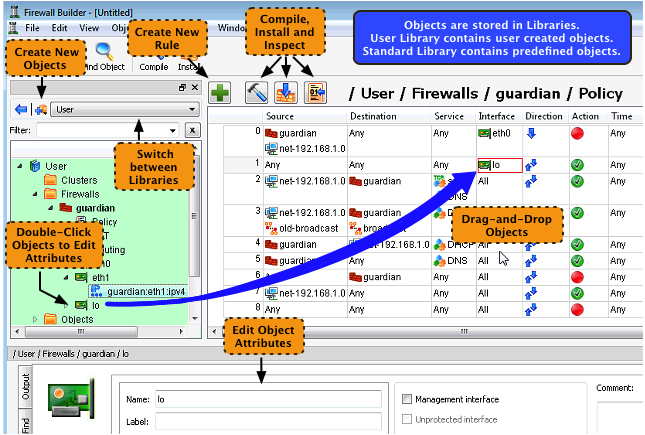 Firewall Builder - [Untitled]
File Edit View Object Window
Create New Objects
Create New Rule
Compile, Install and Inspect
Objects are stored in Libraries.
User Library contains user created objects.
Standard Library contains predefined objects.
Find Object Compile Install
/ User / Firewalls / guardian / Policy
User
Filter: x
Switch between Libraries
Source Destination Service Interface Direction Action Time
0 guardian Any Any eth0 Any
net-192.168.1.0
1 Any Any Any lo Any
2 net-192.168.1.0 guardian All Any
DNS
3 net-192.168.1.0 guardian Any
old-broadcast broadcast
4 guardian net-192.168.1.0 DHCP All Any
5 guardian Any DNS All Any
6 Any guardian Any All Any
7 net-192.168.1.0 Any Any All Any
8 Any Any Any All Any
User
Clusters
Firewalls
guardian
Policy
Double-Click Objects to Edit Attributes
eth1
guardian:eth1:ipv4
lo
Objects
Drag-and-Drop Objects
Edit Object Attributes
/ User / Firewalls / guardian / lo
Output
Find
Name: lo
Label:
Management interface
Unprotected interface
Comment: